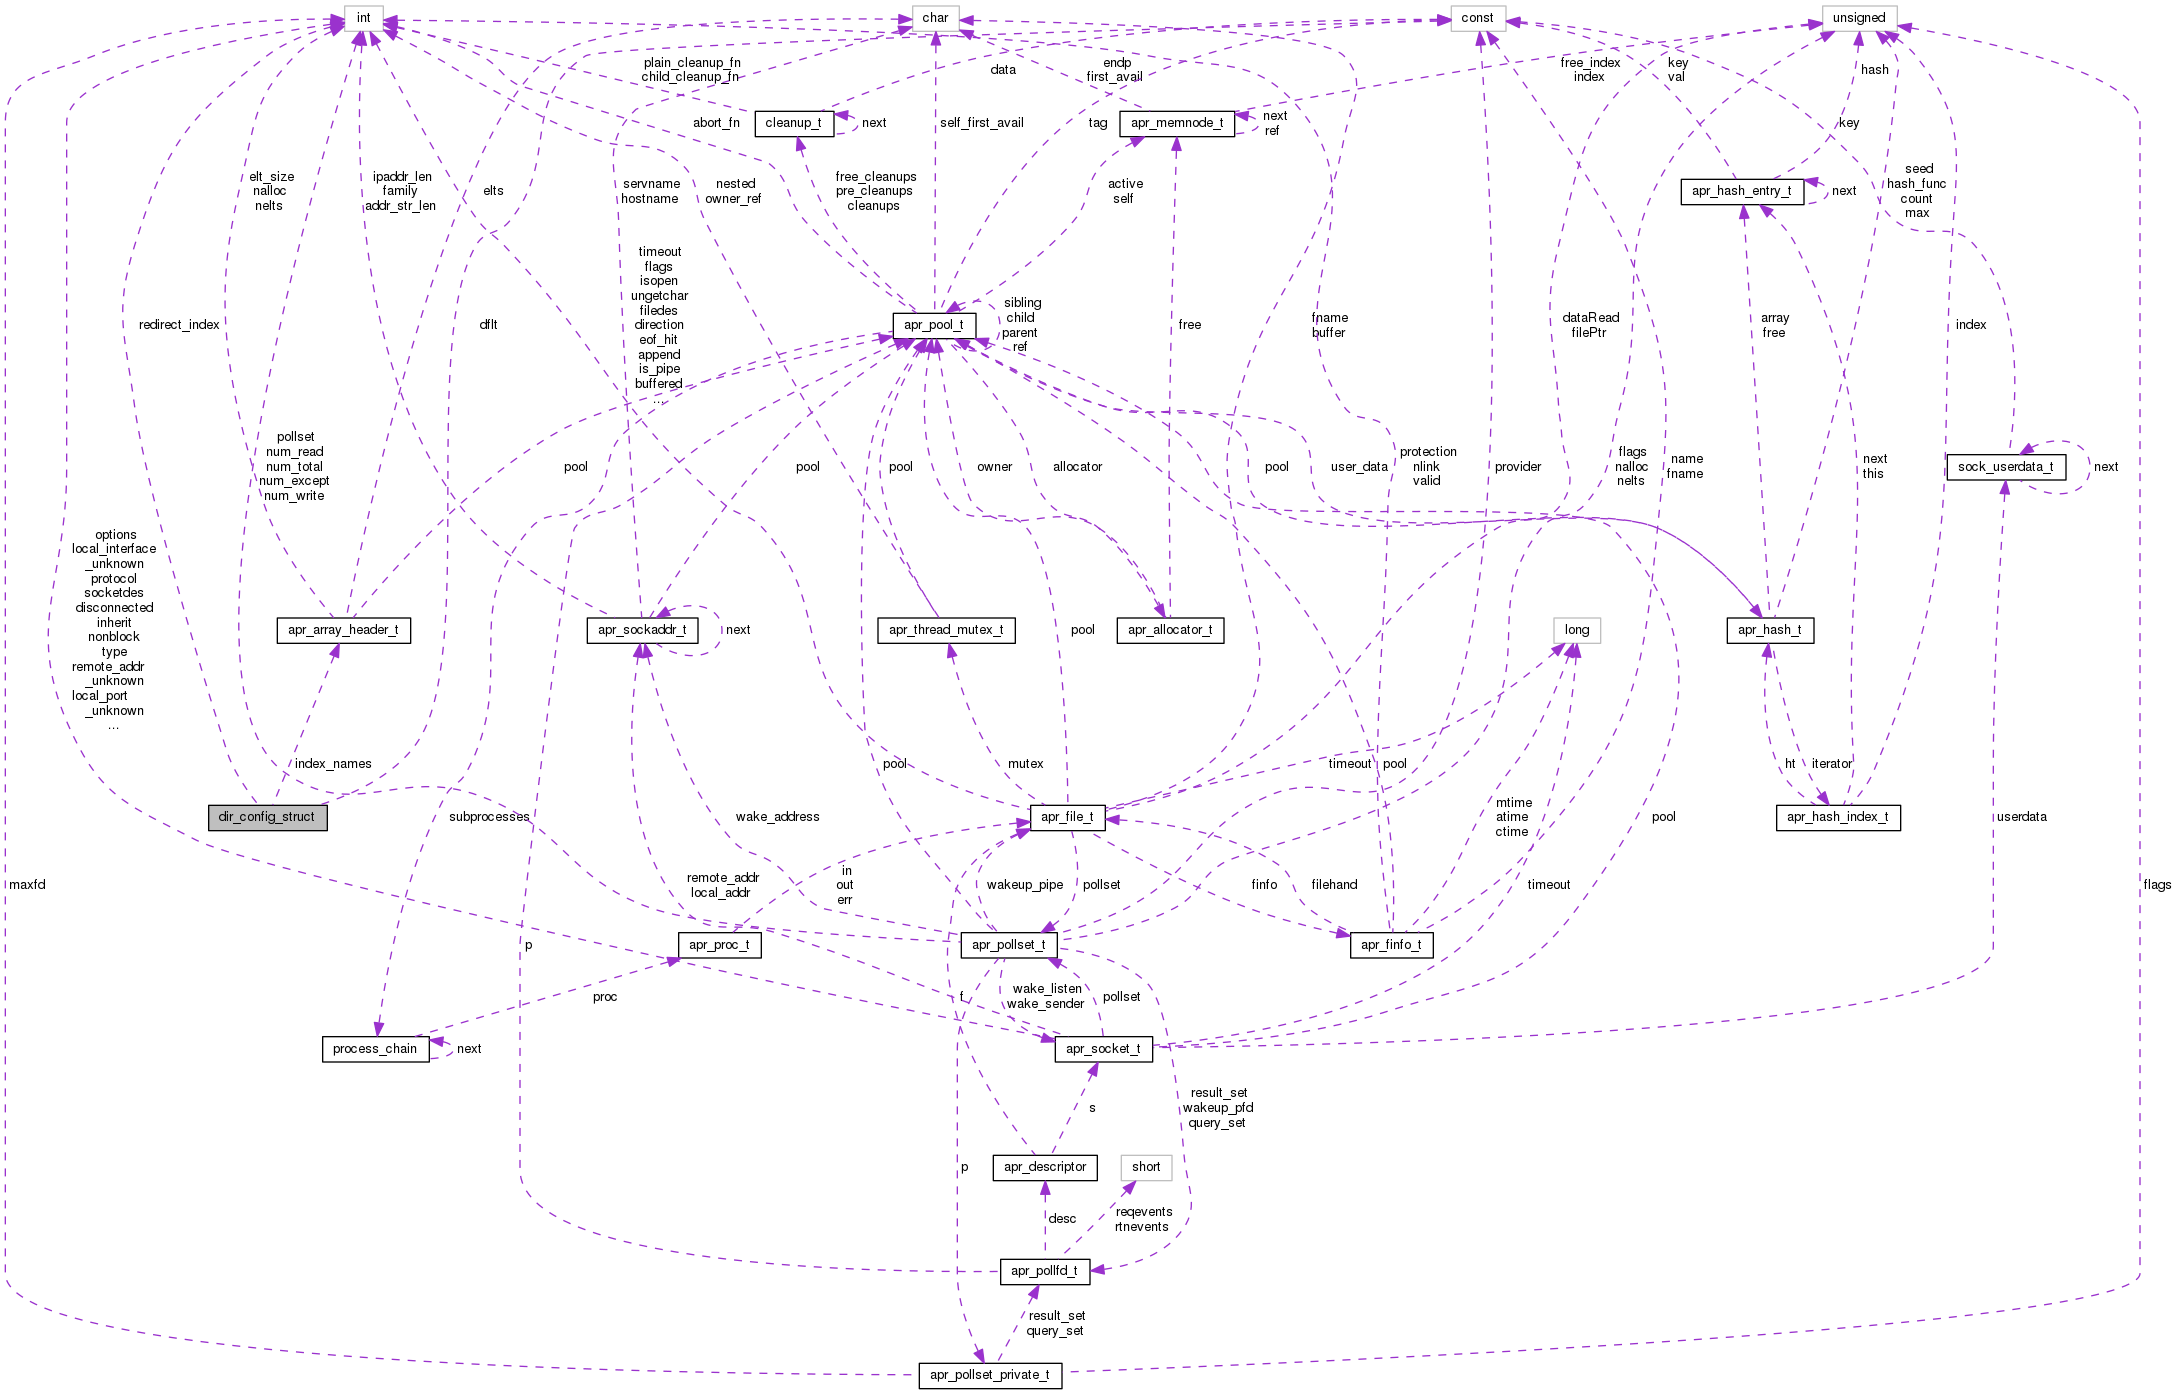 int
char
const
unsigned
plain_cleanup_fn
child_cleanup_fn
data
endp
first_avail
free_index
index
key
val
hash
cleanup_t
next
abort_fn
self_first_avail
tag
apr_memnode_t
next
ref
key
elt_size
nalloc
nelts
ipaddr_len
family
addr_str_len
elts
servname
hostname
nested
owner_ref
free_cleanups
pre_cleanups
cleanups
active
self
apr_hash_entry_t
next
seed
hash_func
count
max
redirect_index
dflt
timeout
flags
isopen
ungetchar
filedes
direction
eof_hit
append
is_pipe
buffered
...
apr_pool_t
sibling
child
parent
ref
free
fname
buffer
dataRead
filePtr
array
free
index
pollset
num_read
num_total
num_except
num_write
pool
pool
pool
owner
allocator
pool
user_data
protection
nlink
valid
provider
flags
nalloc
nelts
name
fname
next
this
sock_userdata_t
next
options
local_interface
_unknown
protocol
socketdes
disconnected
inherit
nonblock
type
remote_addr
_unknown
local_port
_unknown
...
apr_array_header_t
apr_sockaddr_t
next
apr_thread_mutex_t
apr_allocator_t
pool
long
apr_hash_t
index_names
pool
mutex
timeout
pool
ht
iterator
dir_config_struct
subprocesses
wake_address
apr_file_t
mtime
atime
ctime
apr_hash_index_t
pool
userdata
maxfd
remote_addr
local_addr
in
out
err
wakeup_pipe
pollset
finfo
filehand
timeout
flags
p
apr_proc_t
apr_pollset_t
apr_finfo_t
proc
f
wake_listen
wake_sender
pollset
process_chain
next
apr_socket_t
s
result_set
wakeup_pfd
query_set
p
apr_descriptor
short
desc
reqevents
rtnevents
apr_pollfd_t
result_set
query_set
apr_pollset_private_t